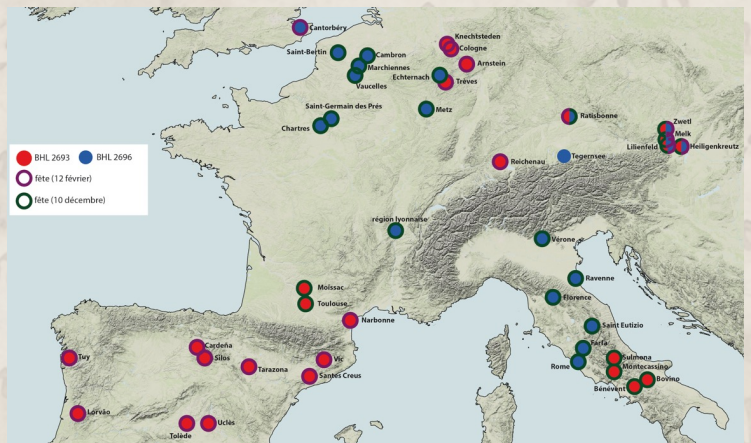 Cantorbéry
Knechtsteden
Cologne
Saint-Bertin
Cambron
Arnstein
Marchiennes
Echternach
Trèves
Vaucelles
Saint-Germain des Prés
Metz
Chartres
Ratisbonne
Zwetl
Melk
Lilienfeld
Heiligenkreutz
BHL 2693
BHL 2696
Reichenau
Tegernsee
fête (12 février)
fête (10 décembre)
région lyonnaise
Vérone
Ravenne
Moissac
Florence
Toulouse
Narbonne
Saint Eutizio
Cardeña
Farfa
Tuy
Silos
Vic
Rome
Sulmona
Tarazona
Montecassino
Santes Creus
Bovino
Bénévent
Lorvão
Uclès
Tolède